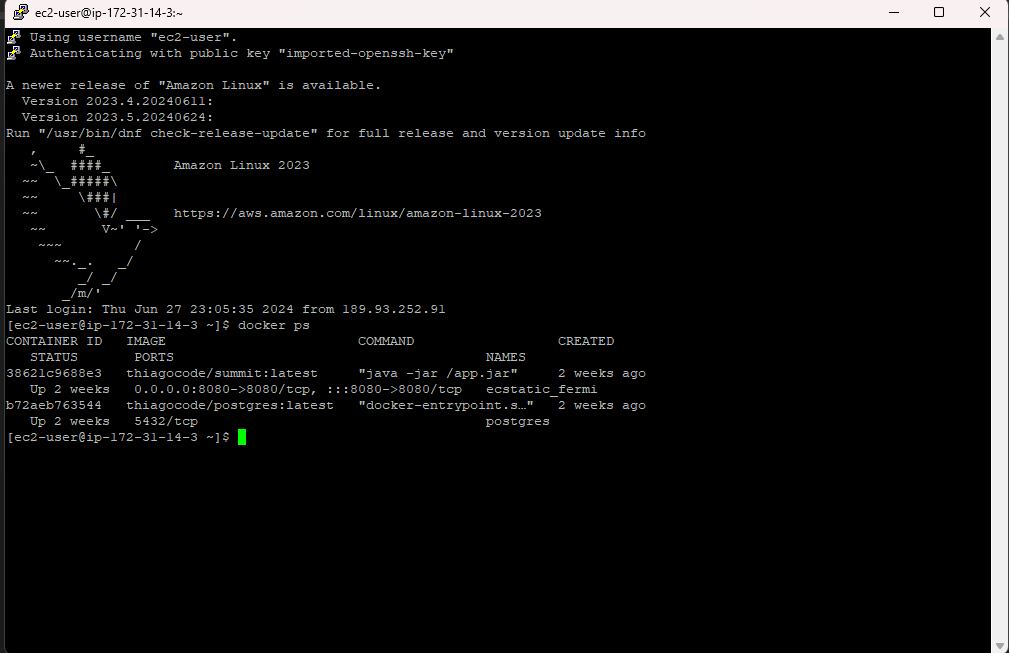 ec2-user@ip-172-31-14-3:~
Using username "ec2-user".
Authenticating with public key "imported-openssh-key"
A newer release of "Amazon Linux" is available.
  Version 2023.4.20240611:
  Version 2023.5.20240624:
Run "/usr/bin/dnf check-release-update" for full release and version update info
   ,     #_
   ~\_  ####_        Amazon Linux 2023
  ~~  \_#####\
  ~~     \###|
  ~~       \#/ ___   https://aws.amazon.com/linux/amazon-linux-2023
   ~~       V~' '->
    ~~~         /
      ~~._.   _/
         _/ _/
       _/m/'
Last login: Thu Jun 27 23:05:35 2024 from 189.93.252.91
[ec2-user@ip-172-31-14-3 ~]$ docker ps
CONTAINER ID   IMAGE                        COMMAND                  CREATED
   STATUS       PORTS                                       NAMES
38621c9688e3   thiagocode/summit:latest     "java -jar /app.jar"     2 weeks ago
   Up 2 weeks   0.0.0.0:8080->8080/tcp, :::8080->8080/tcp   ecstatic_fermi
b72aeb763544   thiagocode/postgres:latest   "docker-entrypoint.s…"   2 weeks ago
   Up 2 weeks   5432/tcp                                    postgres
[ec2-user@ip-172-31-14-3 ~]$